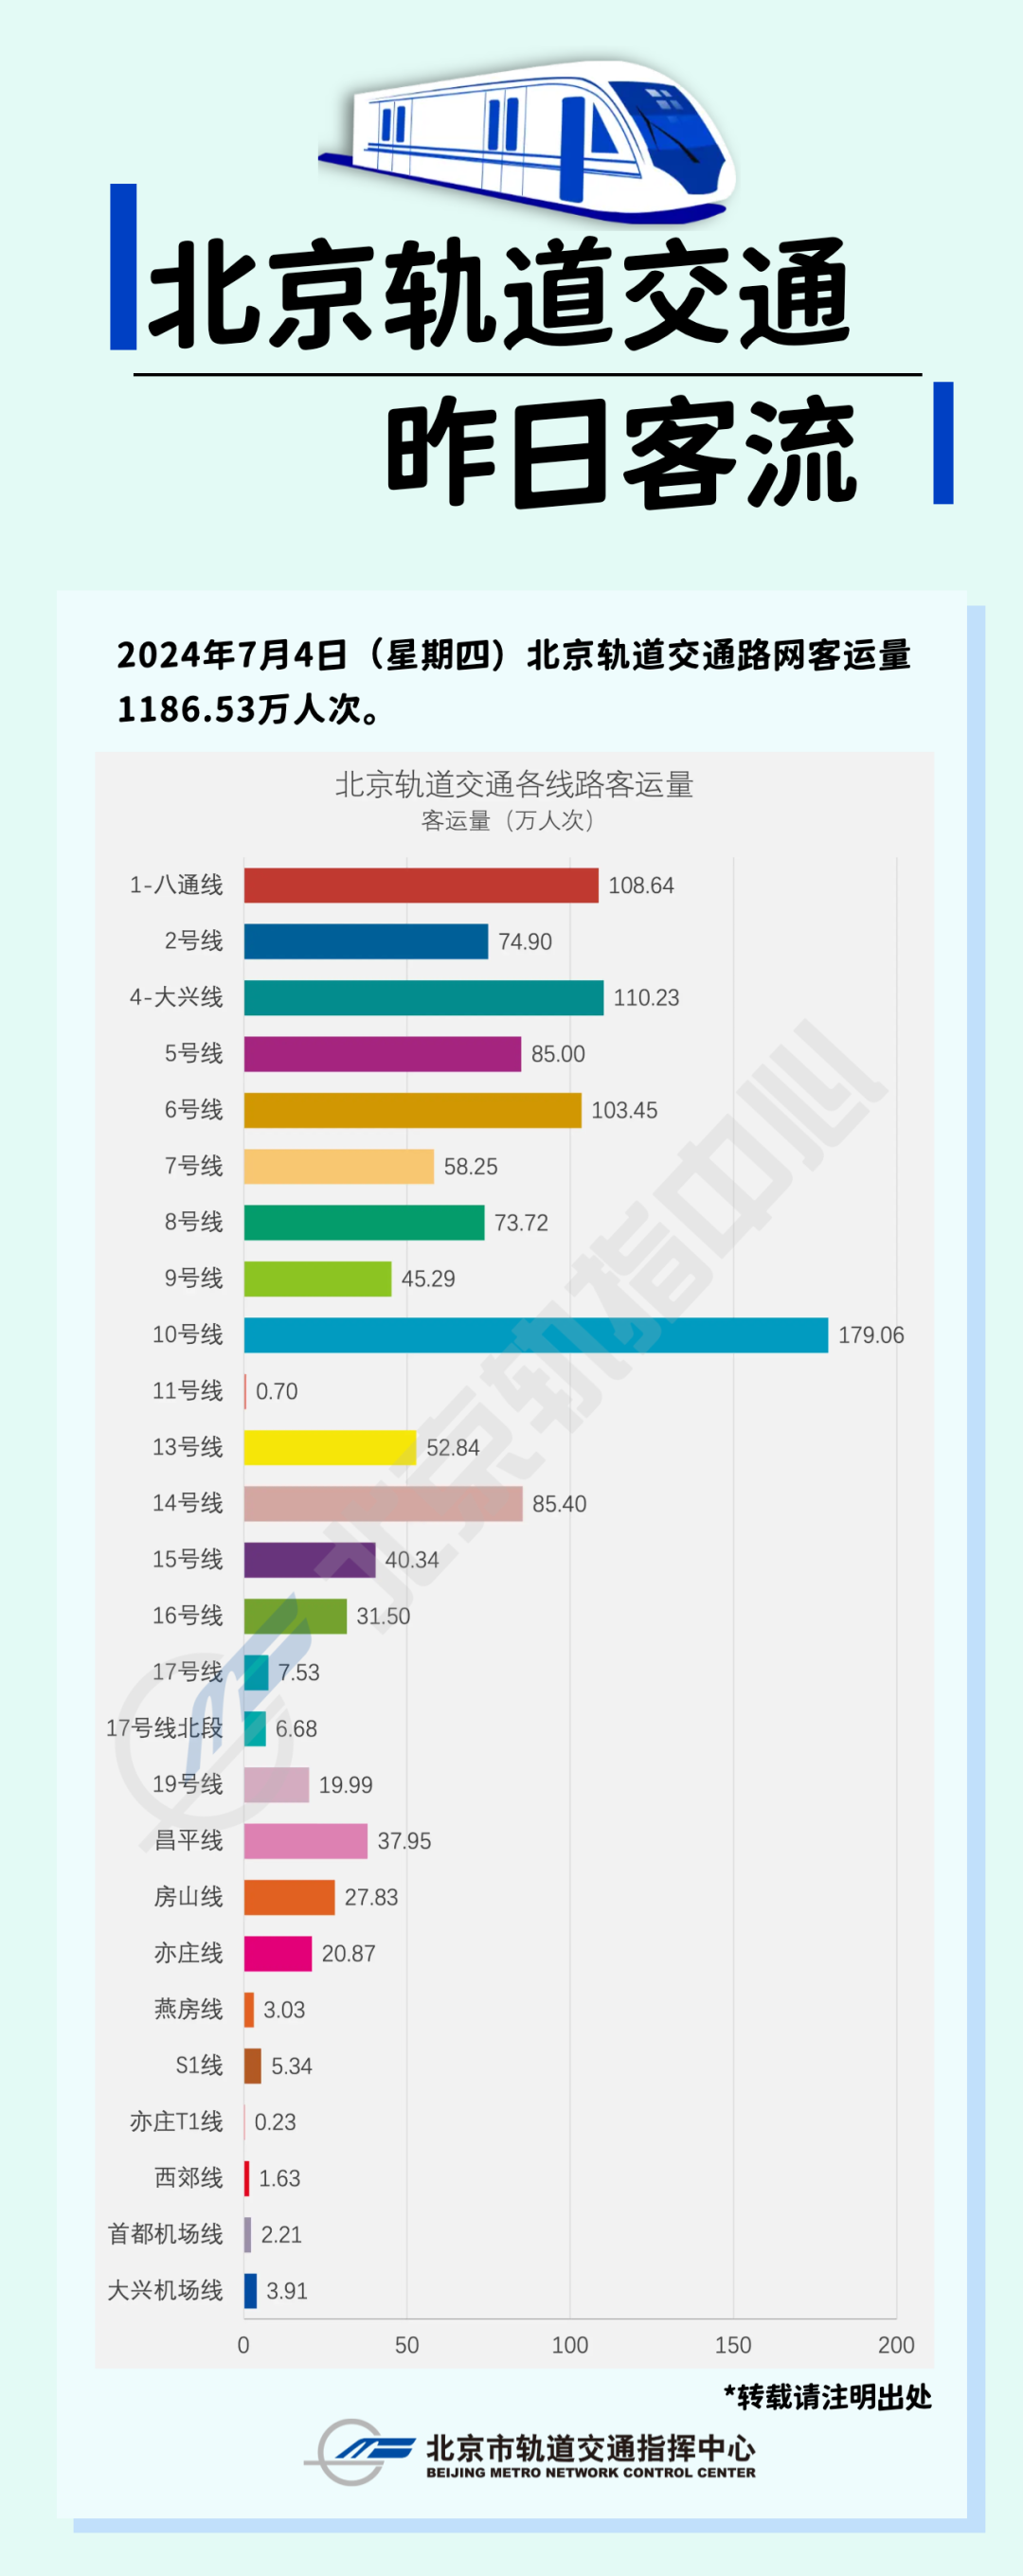 北京轨道交通
昨日客流
2024年7月4日（星期四）北京轨道交通路网客运量
1186.53万人次。
北京轨道交通各线路客运量
客运量（万人次）
1-八通线 108.64
2号线 74.90
4-大兴线 110.23
5号线 85.00
6号线 103.45
7号线 58.25
8号线 73.72
9号线 45.29
10号线 179.06
11号线 0.70
13号线 52.84
14号线 85.40
15号线 40.34
16号线 31.50
17号线 7.53
17号线北段 6.68
19号线 19.99
昌平线 37.95
房山线 27.83
亦庄线 20.87
燕房线 3.03
S1线 5.34
亦庄T1线 0.23
西郊线 1.63
首都机场线 2.21
大兴机场线 3.91
0 50 100 150 200
北京轨指中心
*转载请注明出处
北京市轨道交通指挥中心
BEIJING METRO NETWORK CONTROL CENTER